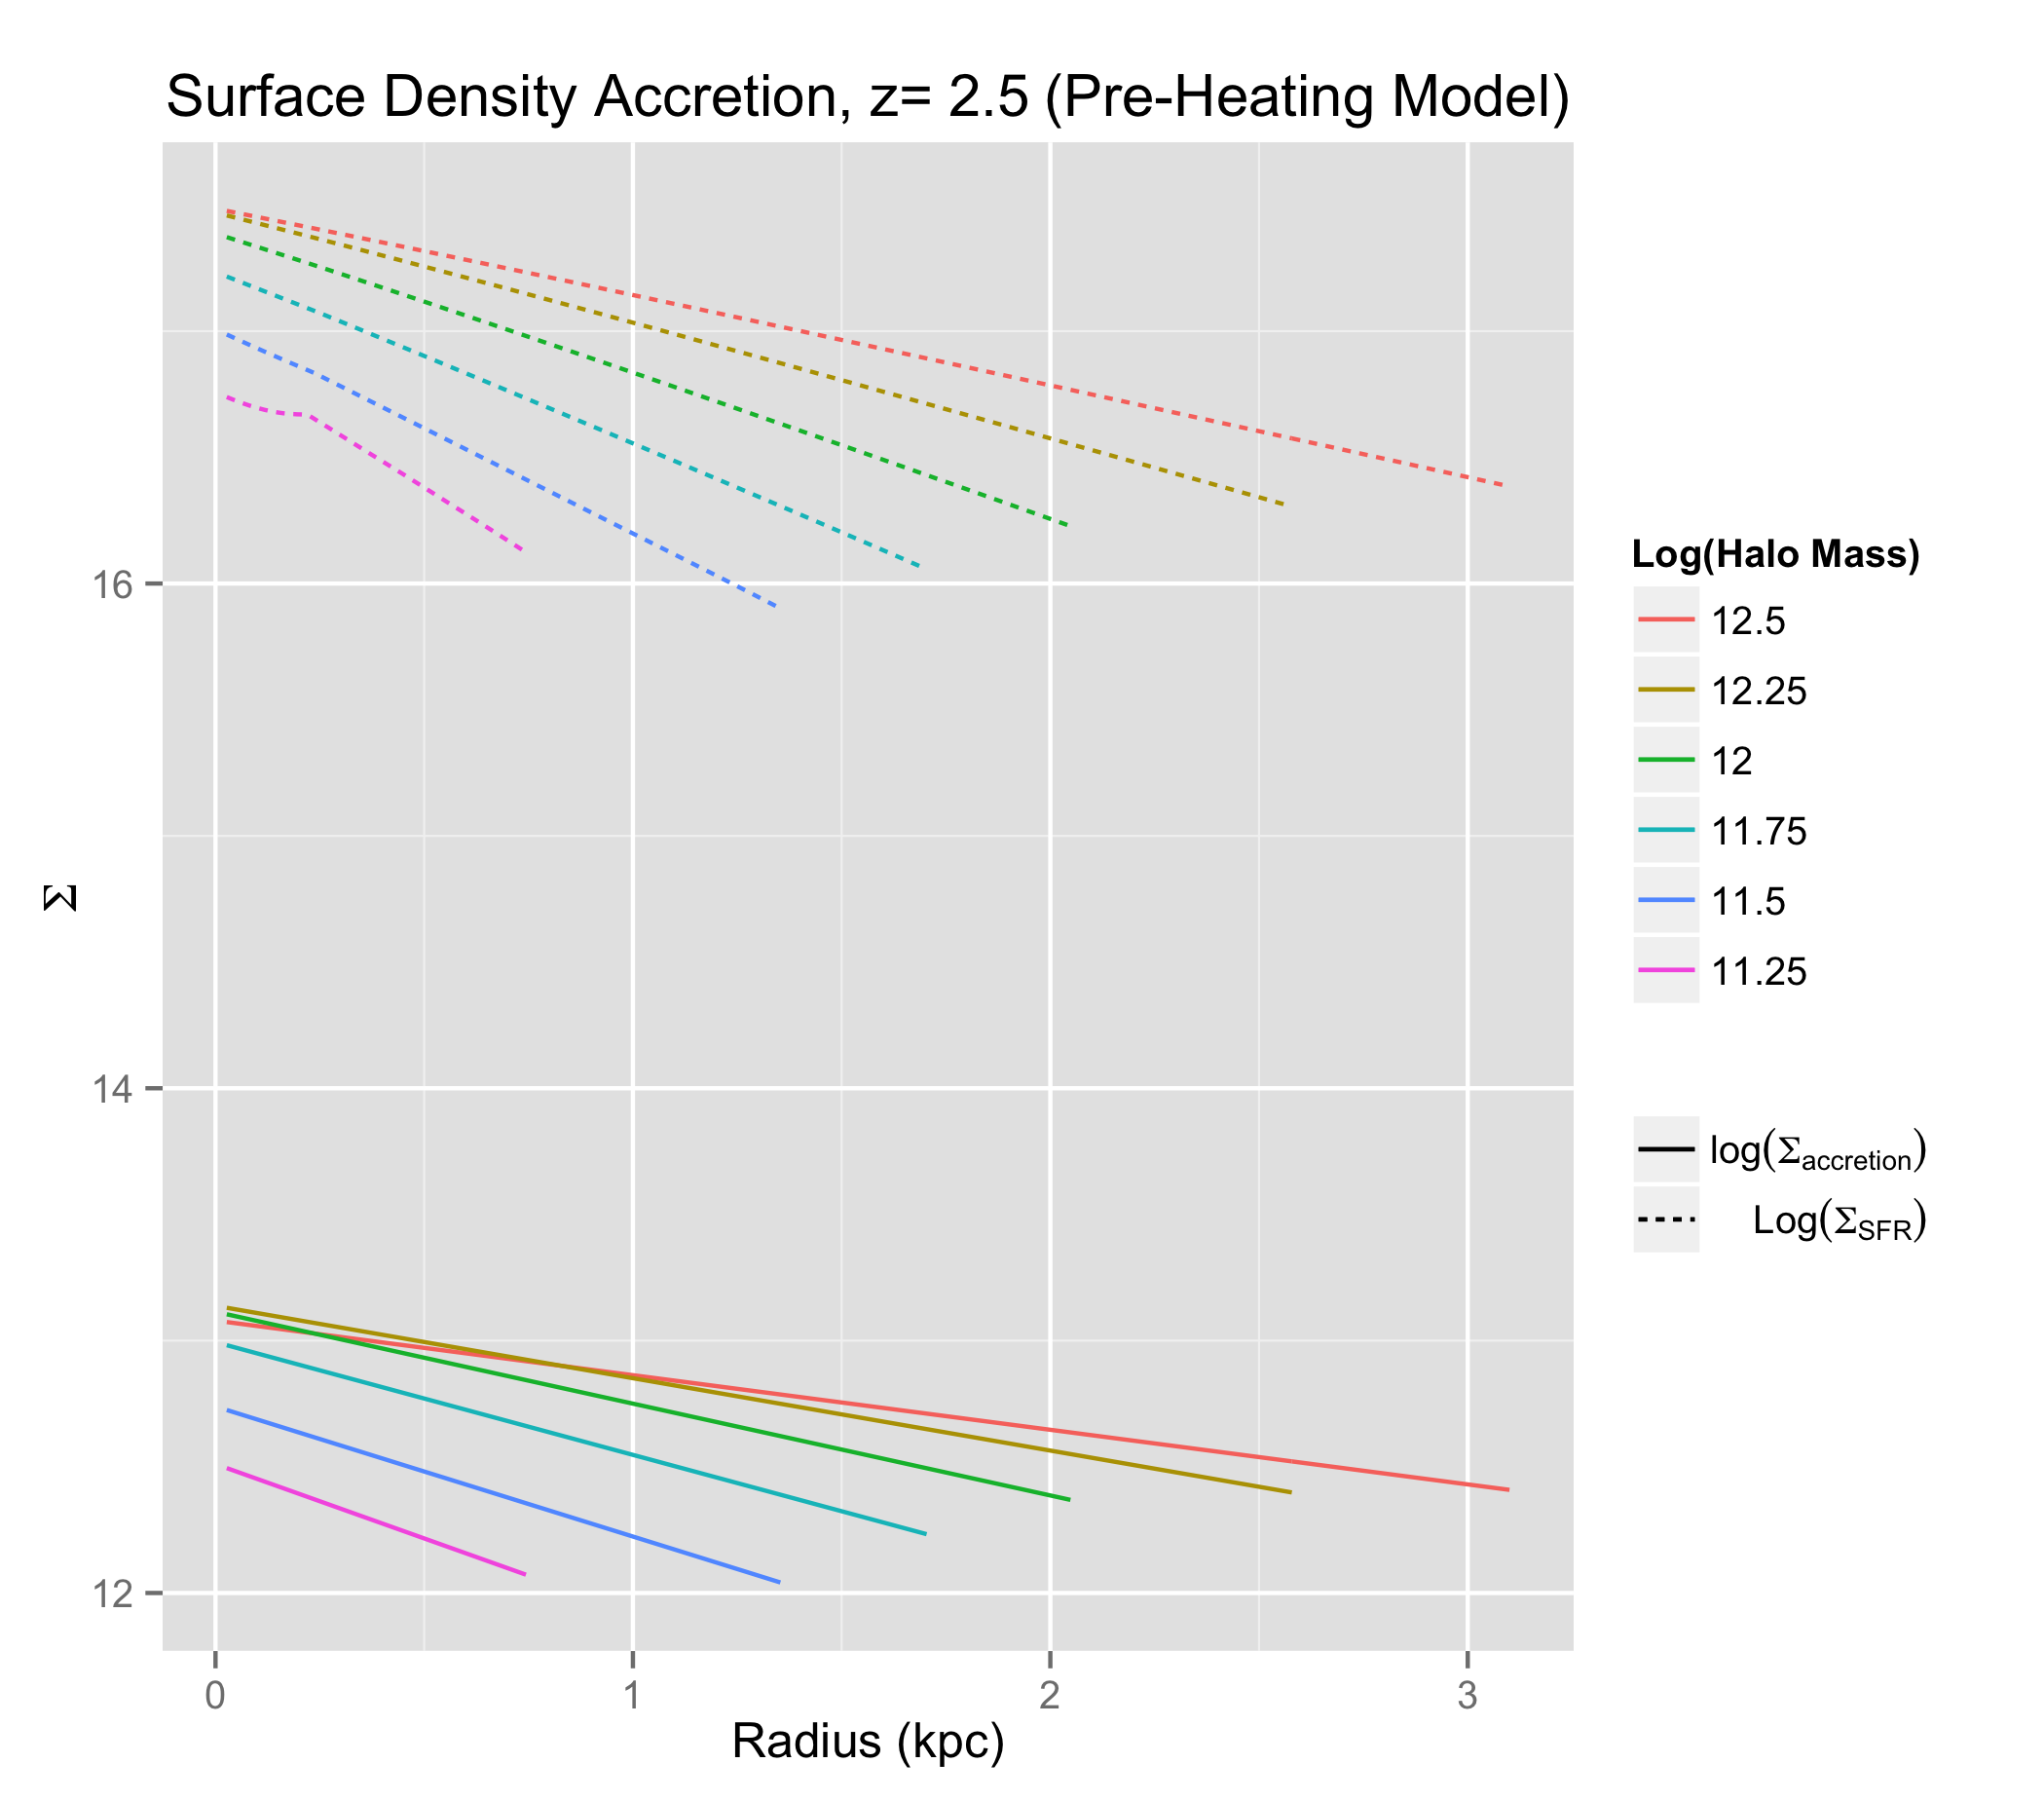 Surface Density Accretion, z= 2.5 (Pre-Heating Model)
16
14
12
Σ
0 1 2 3
Radius (kpc)
Log(Halo Mass)
12.5
12.25
12
11.75
11.5
11.25
log(Σaccretion)
Log(ΣSFR)